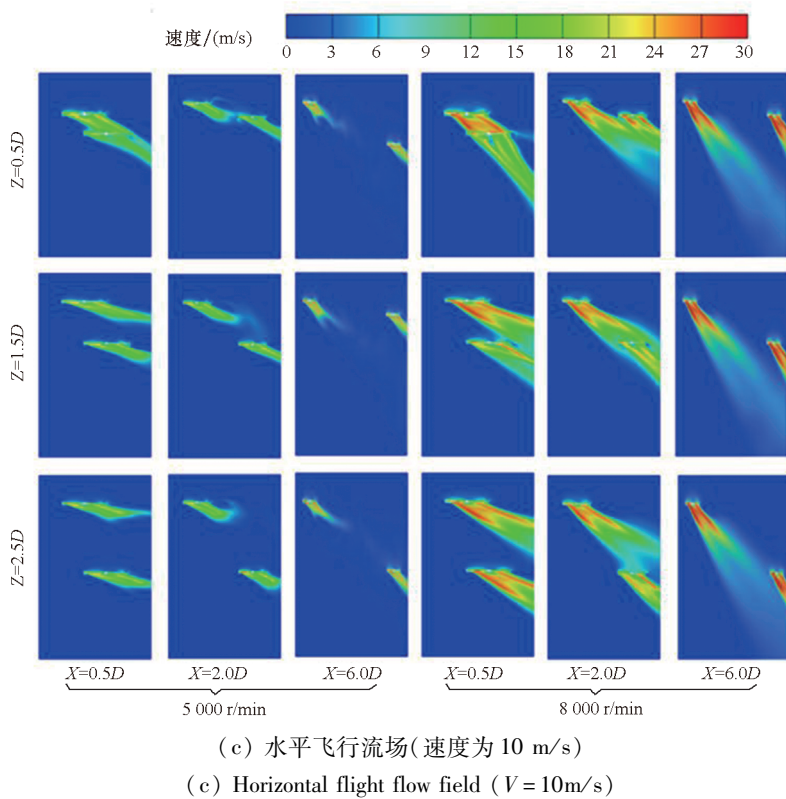 速度/(m/s)
0 3 6 9 12 15 18 21 24 27 30
Z=0.5D
Z=1.5D
Z=2.5D
X=0.5D X=2.0D X=6.0D X=0.5D X=2.0D X=6.0D
5 000 r/min 8 000 r/min
(c) 水平飞行流场(速度为 10 m/s)
(c) Horizontal flight flow field (V = 10m/s)